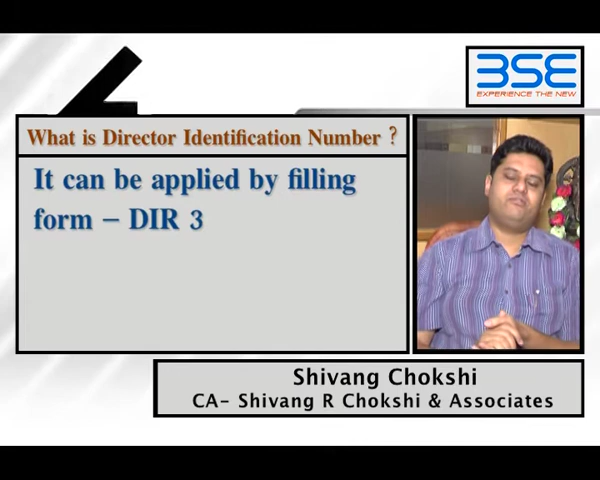 BSE
EXPERIENCE THE NEW
What is Director Identification Number ?
It can be applied by filling
form – DIR 3
Shivang Chokshi
CA- Shivang R Chokshi & Associates